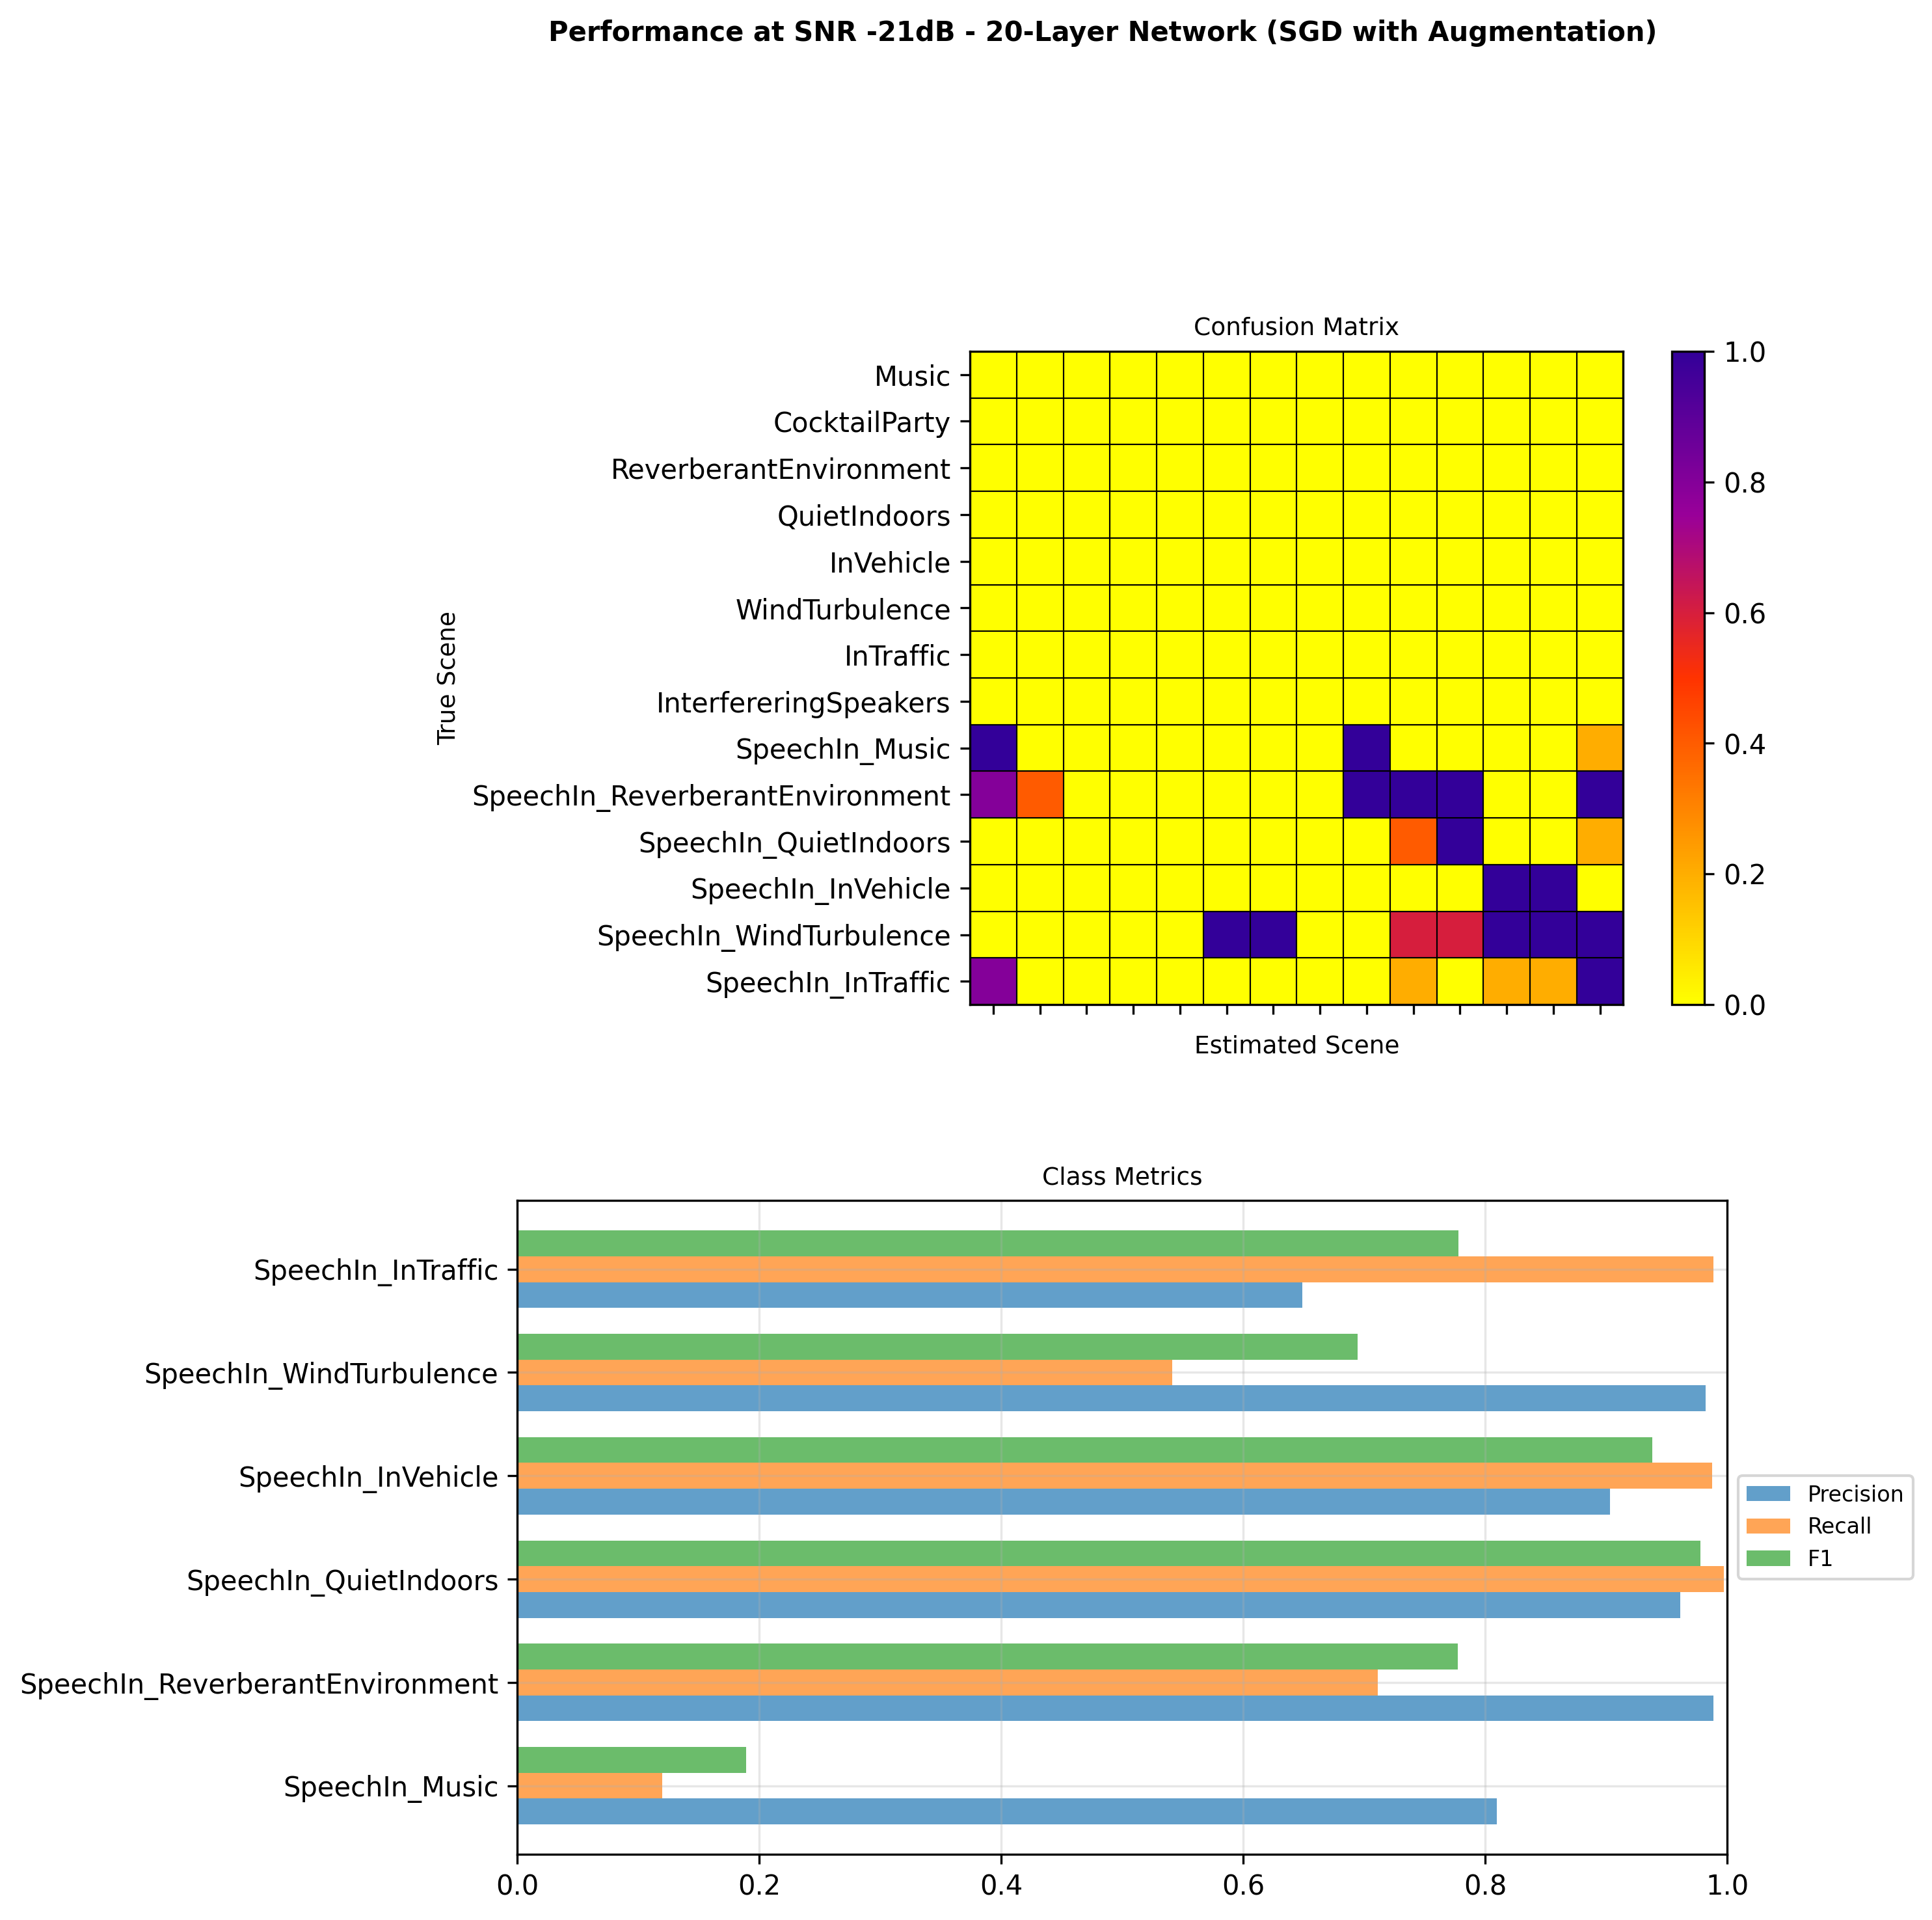 Performance at SNR -21dB - 20-Layer Network (SGD with Augmentation)
Confusion Matrix
True Scene
Music
CocktailParty
ReverberantEnvironment
QuietIndoors
InVehicle
WindTurbulence
InTraffic
InterfereringSpeakers
SpeechIn_Music
SpeechIn_ReverberantEnvironment
SpeechIn_QuietIndoors
SpeechIn_InVehicle
SpeechIn_WindTurbulence
SpeechIn_InTraffic
Estimated Scene
1.0
0.8
0.6
0.4
0.2
0.0
Class Metrics
SpeechIn_InTraffic
SpeechIn_WindTurbulence
SpeechIn_InVehicle
SpeechIn_QuietIndoors
SpeechIn_ReverberantEnvironment
SpeechIn_Music
0.0 0.2 0.4 0.6 0.8 1.0
Precision
Recall
F1